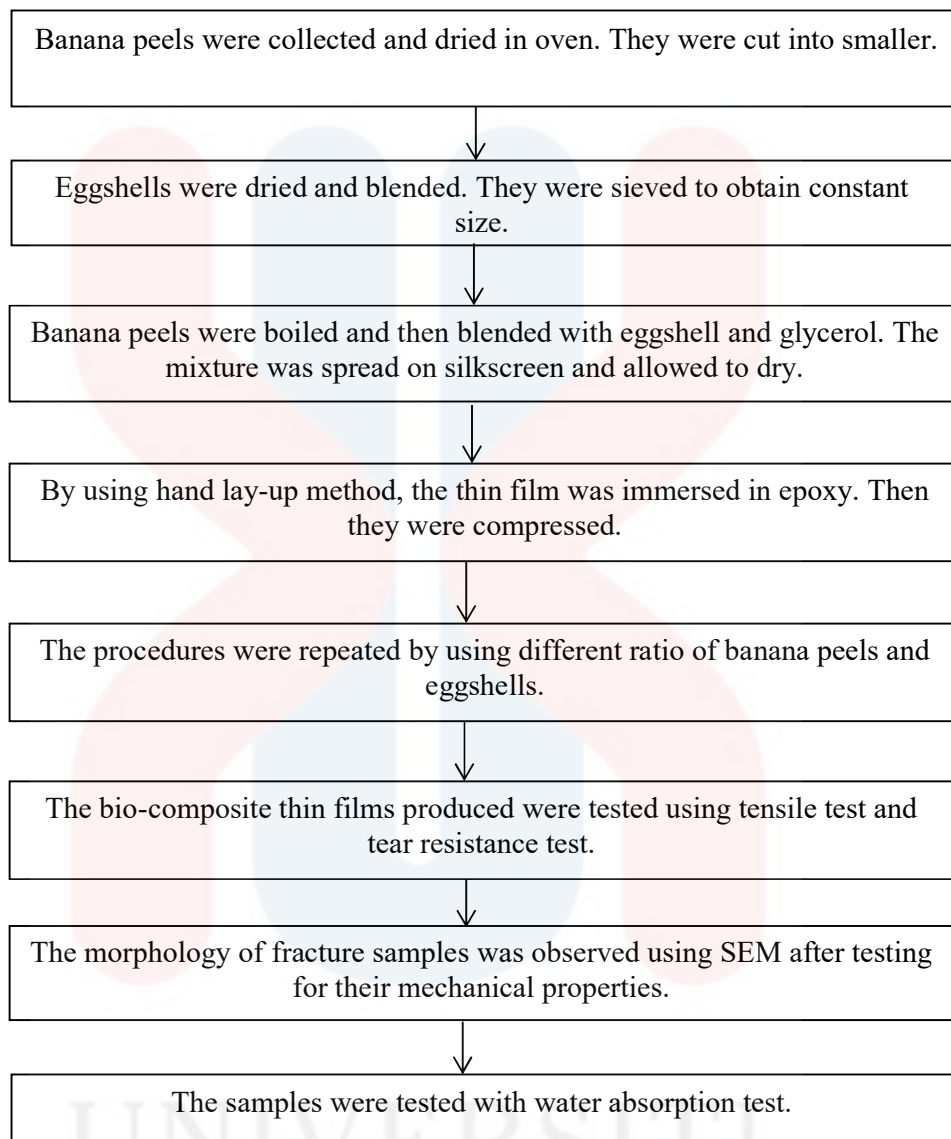 Banana peels were collected and dried in oven. They were cut into smaller.
Eggshells were dried and blended. They were sieved to obtain constant
size.
Banana peels were boiled and then blended with eggshell and glycerol. The
mixture was spread on silkscreen and allowed to dry.
By using hand lay-up method, the thin film was immersed in epoxy. Then
they were compressed.
The procedures were repeated by using different ratio of banana peels and
eggshells.
The bio-composite thin films produced were tested using tensile test and
tear resistance test.
The morphology of fracture samples was observed using SEM after testing
for their mechanical properties.
The samples were tested with water absorption test.